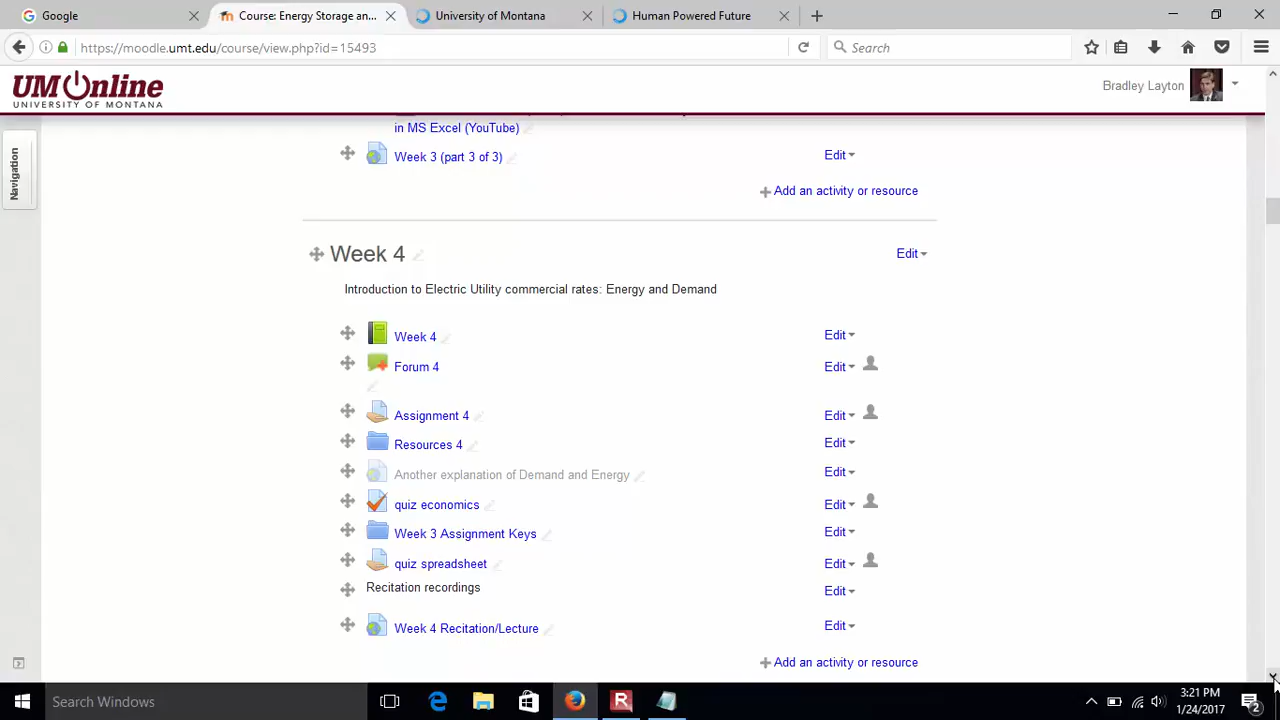 Google
Course: Energy Storage an
University of Montana
Human Powered Future
https://moodle.umt.edu/course/view.php?id=15493
Search
UM Online
UNIVERSITY OF MONTANA
Bradley Layton
Navigation
in MS Excel (YouTube)
Week 3 (part 3 of 3)
Edit
Add an activity or resource
Week 4
Edit
Introduction to Electric Utility commercial rates: Energy and Demand
Week 4
Edit
Forum 4
Edit
Assignment 4
Edit
Resources 4
Edit
Another explanation of Demand and Energy
Edit
quiz economics
Edit
Week 3 Assignment Keys
Edit
quiz spreadsheet
Edit
Recitation recordings
Edit
Week 4 Recitation/Lecture
Edit
Add an activity or resource
Search Windows
3:21 PM
1/24/2017
2